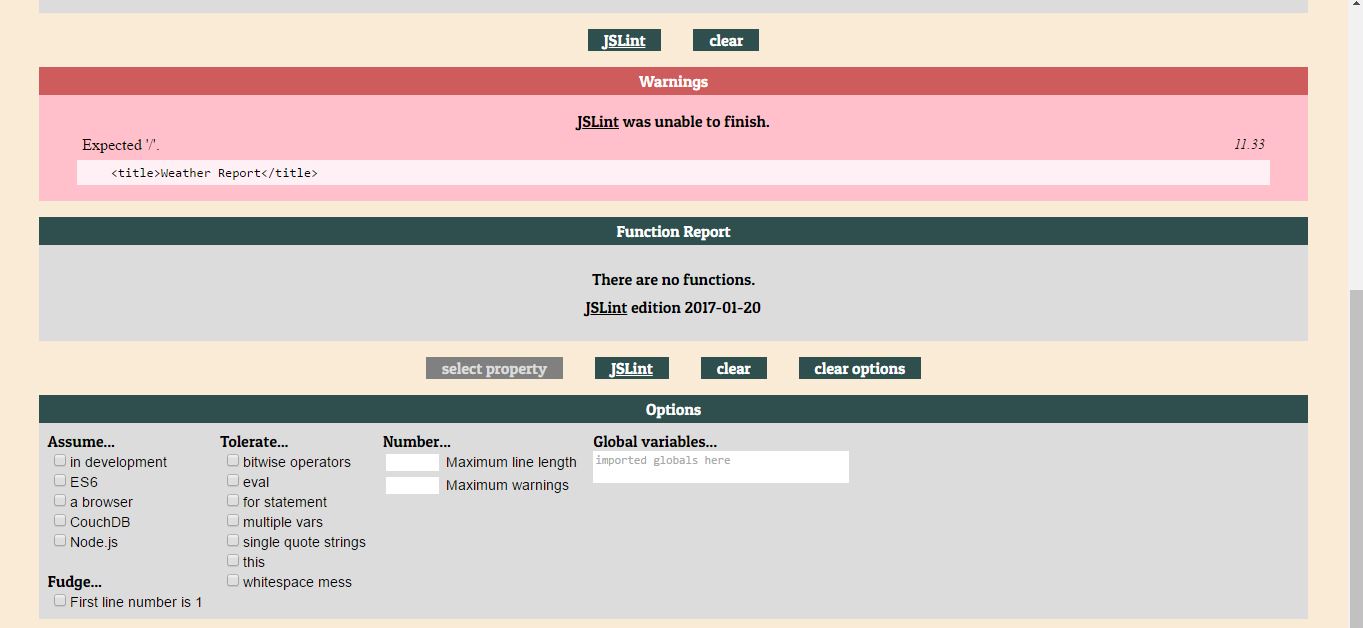 JSLint clear
Warnings
JSLint was unable to finish.
Expected '/'. 11.33
<title>Weather Report</title>
Function Report
There are no functions.
JSLint edition 2017-01-20
select property JSLint clear clear options
Options
Assume...
in development
ES6
a browser
CouchDB
Node.js
Fudge...
First line number is 1
Tolerate...
bitwise operators
eval
for statement
multiple vars
single quote strings
this
whitespace mess
Number...
Maximum line length
Maximum warnings
Global variables...
imported globals here